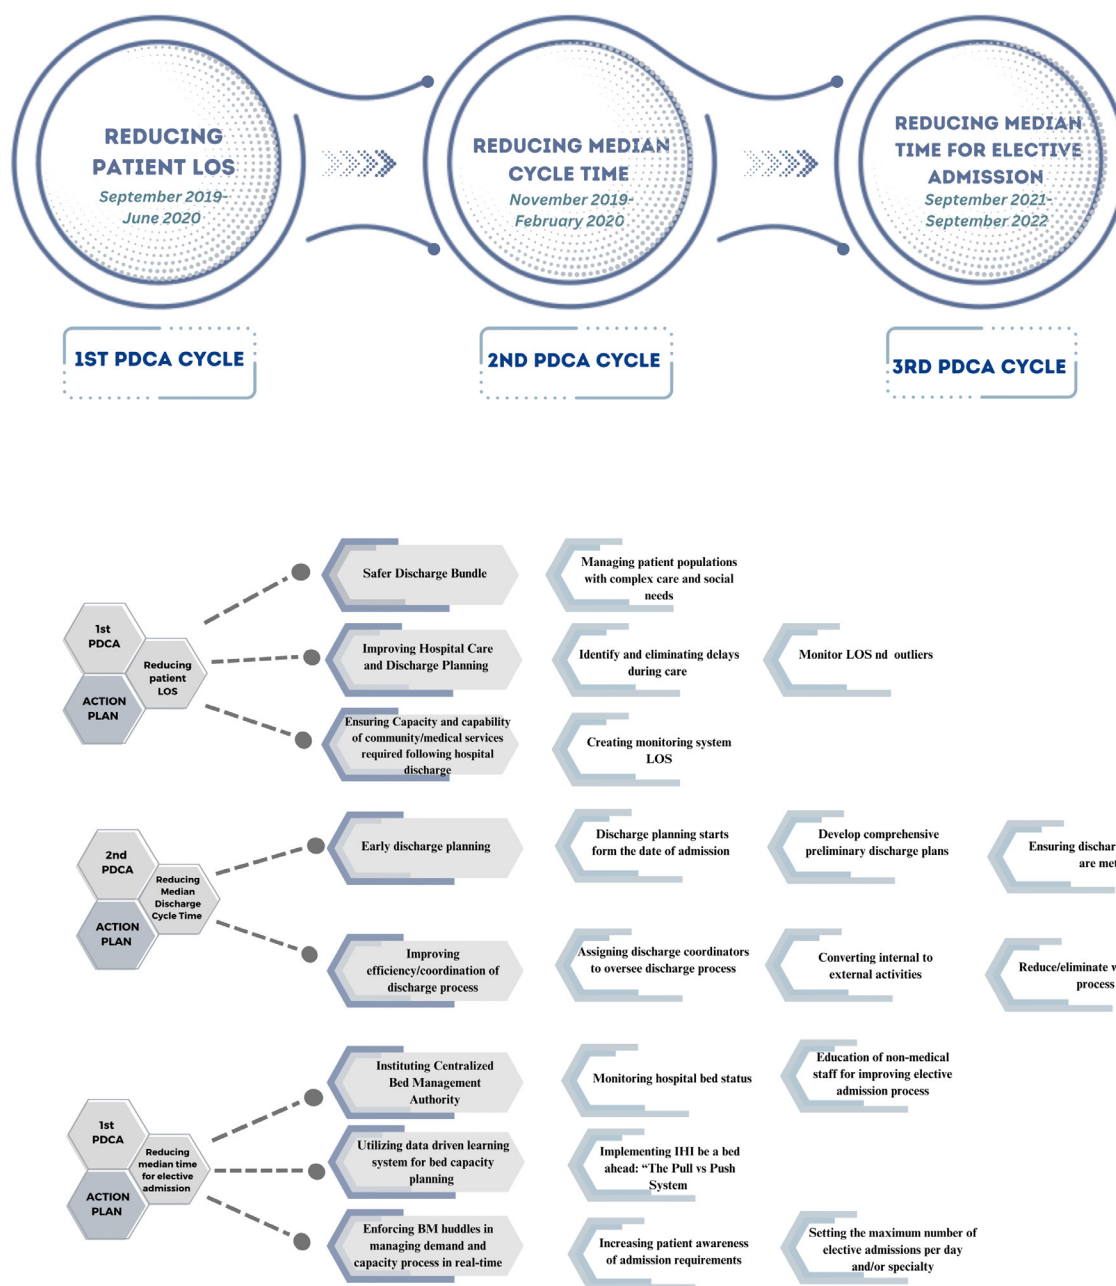 REDUCING
PATIENT LOS
September 2019-
June 2020
REDUCING MEDIAN
CYCLE TIME
November 2019-
February 2020
REDUCING MEDIAN
TIME FOR ELECTIVE
ADMISSION
September 2021-
September 2022
1ST PDCA CYCLE
2ND PDCA CYCLE
3RD PDCA CYCLE
1st
PDCA
ACTION
PLAN
Reducing
patient
LOS
Safer Discharge Bundle
Managing patient populations
with complex care and social
needs
Improving Hospital Care
and Discharge Planning
Identify and eliminating delays
during care
Monitor LOS nd outliers
Ensuring Capacity and capability
of community/medical services
required following hospital
discharge
Creating monitoring system
LOS
2nd
PDCA
ACTION
PLAN
Reducing
Median
Discharge
Cycle Time
Early discharge planning
Discharge planning starts
form the date of admission
Develop comprehensive
preliminary discharge plans
Ensuring dischar
are met
Improving
efficiency/coordination of
discharge process
Assigning discharge coordinators
to oversee discharge process
Converting internal to
external activities
Reduce/eliminate
process
1st
PDCA
ACTION
PLAN
Reducing
median time
for elective
admission
Instituting Centralized
Bed Management
Authority
Monitoring hospital bed status
Education of non-medical
staff for improving elective
admission process
Utilizing data driven learning
system for bed capacity
planning
Implementing IHI be a bed
ahead: “The Pull vs Push
System
Enforcing BM huddles in
managing demand and
capacity process in real-time
Increasing patient awareness
of admission requirements
Setting the maximum number of
elective admissions per day
and/or specialty